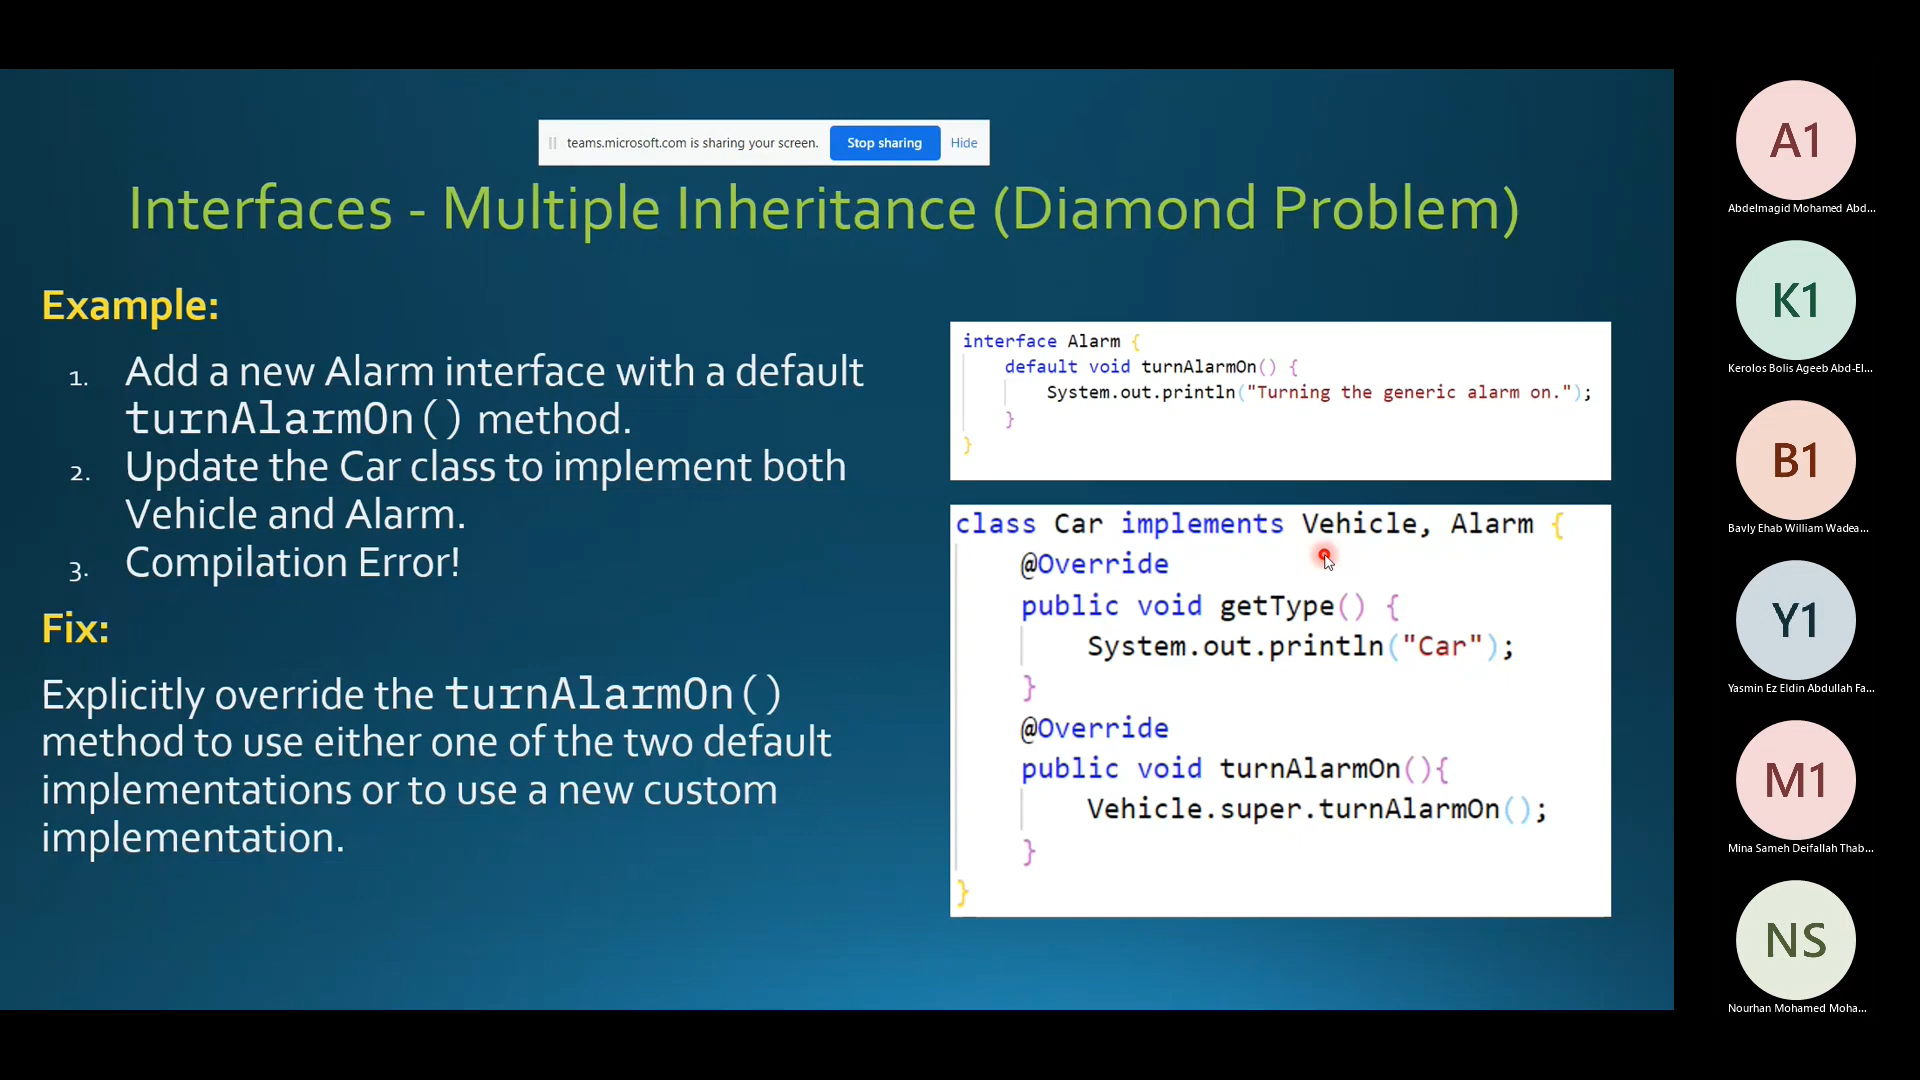 teams.microsoft.com is sharing your screen. Stop sharing Hide
Interfaces - Multiple Inheritance (Diamond Problem)
Example:
1. Add a new Alarm interface with a default
turnAlarmOn() method.
2. Update the Car class to implement both
Vehicle and Alarm.
3. Compilation Error!
Fix:
Explicitly override the turnAlarmOn()
method to use either one of the two default
implementations or to use a new custom
implementation.
interface Alarm {
default void turnAlarmOn() {
System.out.println("Turning the generic alarm on.");
}
}
class Car implements Vehicle, Alarm {
@Override
public void getType() {
System.out.println("Car");
}
@Override
public void turnAlarmOn(){
Vehicle.super.turnAlarmOn();
}
}
A1
Abdelmagid Mohamed Abd...
K1
Kerolos Bolis Ageeb Abd-El...
B1
Bavly Ehab William Wadea...
Y1
Yasmin Ez Eldin Abdullah Fa...
M1
Mina Sameh Deifallah Thab...
NS
Nourhan Mohamed Moha...